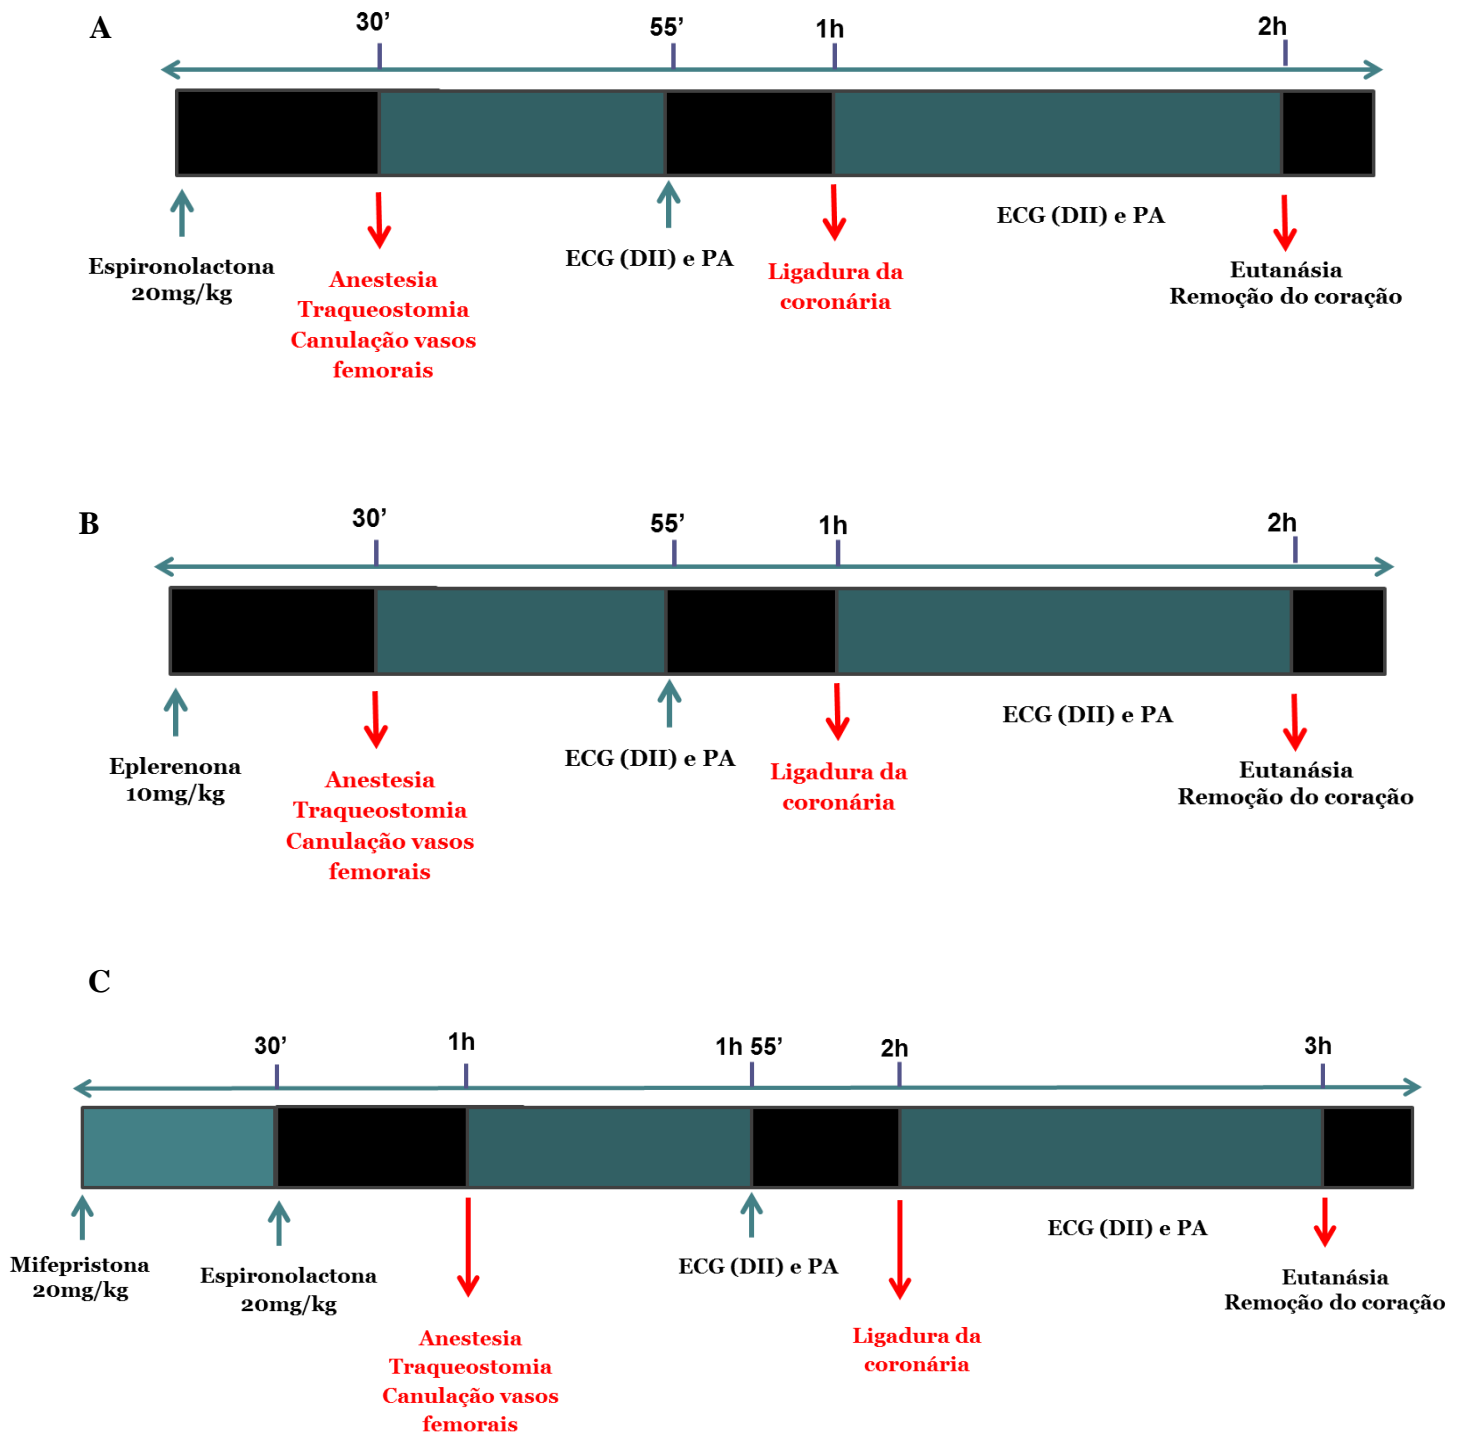 A
30’
55’
1h
2h
Espironolactona
20mg/kg
Anestesia
Traqueostomia
Canulação vasos
femorais
ECG (DII) e PA
Ligadura da
coronária
ECG (DII) e PA
Eutanásia
Remoção do coração
B
30’
55’
1h
2h
Eplerenona
10mg/kg
Anestesia
Traqueostomia
Canulação vasos
femorais
ECG (DII) e PA
Ligadura da
coronária
ECG (DII) e PA
Eutanásia
Remoção do coração
C
30’
1h
1h 55’
2h
3h
Mifepristona
20mg/kg
Espironolactona
20mg/kg
Anestesia
Traqueostomia
Canulação vasos
femorais
ECG (DII) e PA
Ligadura da
coronária
ECG (DII) e PA
Eutanásia
Remoção do coração